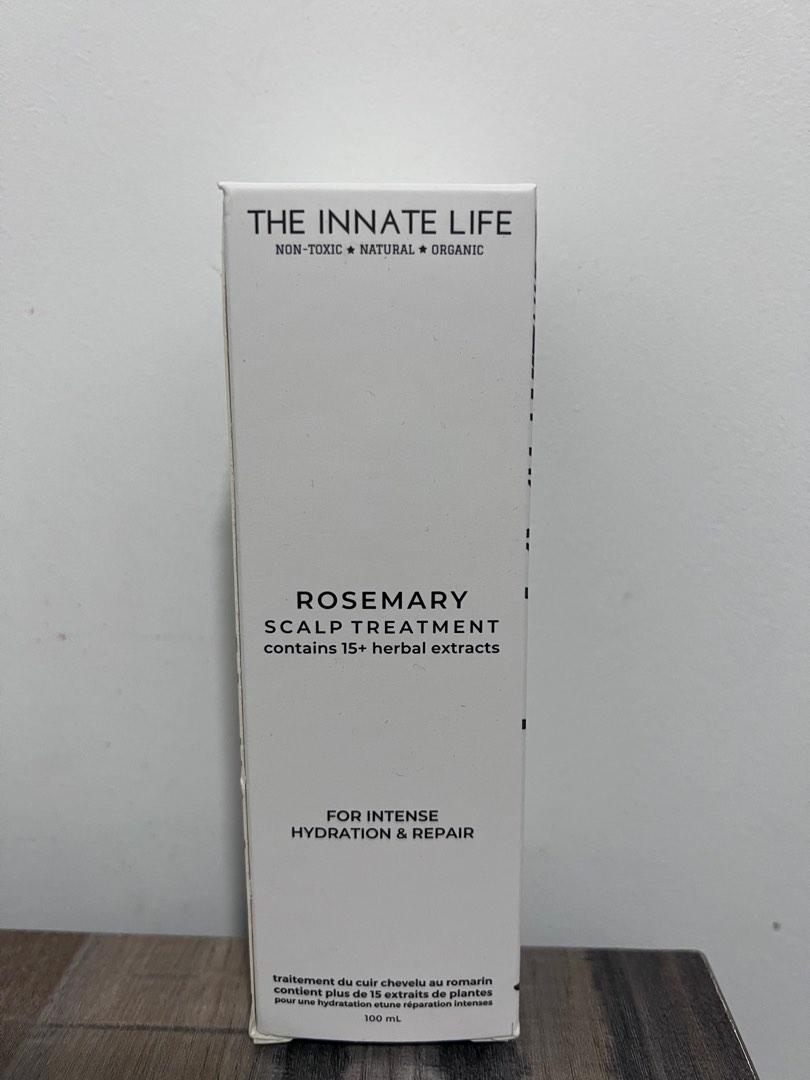 THE INNATE LIFE
NON-TOXIC ★ NATURAL ★ ORGANIC
ROSEMARY
SCALP TREATMENT
contains 15+ herbal extracts
FOR INTENSE
HYDRATION & REPAIR
traitement du cuir chevelu au romarin
contient plus de 15 extraits de plantes
pour une hydratation etune réparation intenses
100 mL